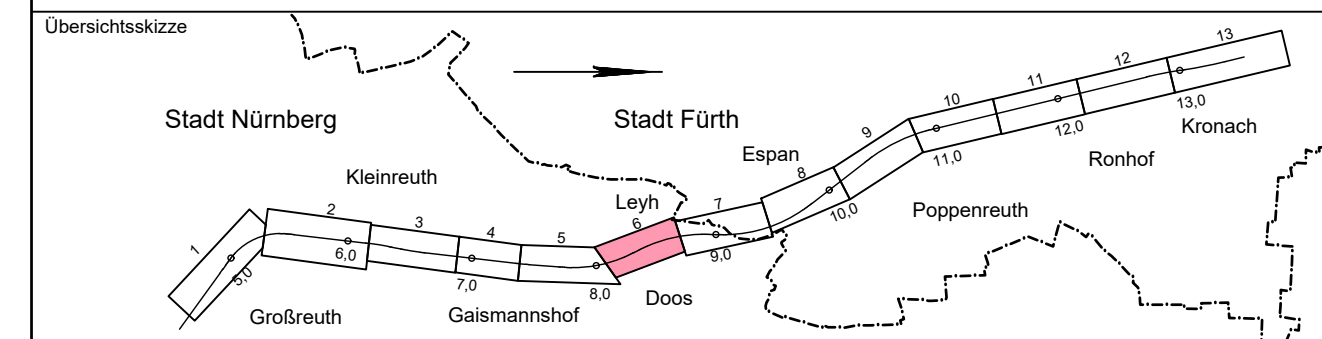 Übersichtsskizze
Stadt Nürnberg
Stadt Fürth
Kleinreuth
Leyh
Espan
Kronach
Ronhof
Poppenreuth
Großreuth
Gaismannshof
Doos
1
2
3
4
5
6
7
8
9
10
11
12
13
5,0
6,0
7,0
8,0
9,0
10,0
11,0
12,0
13,0